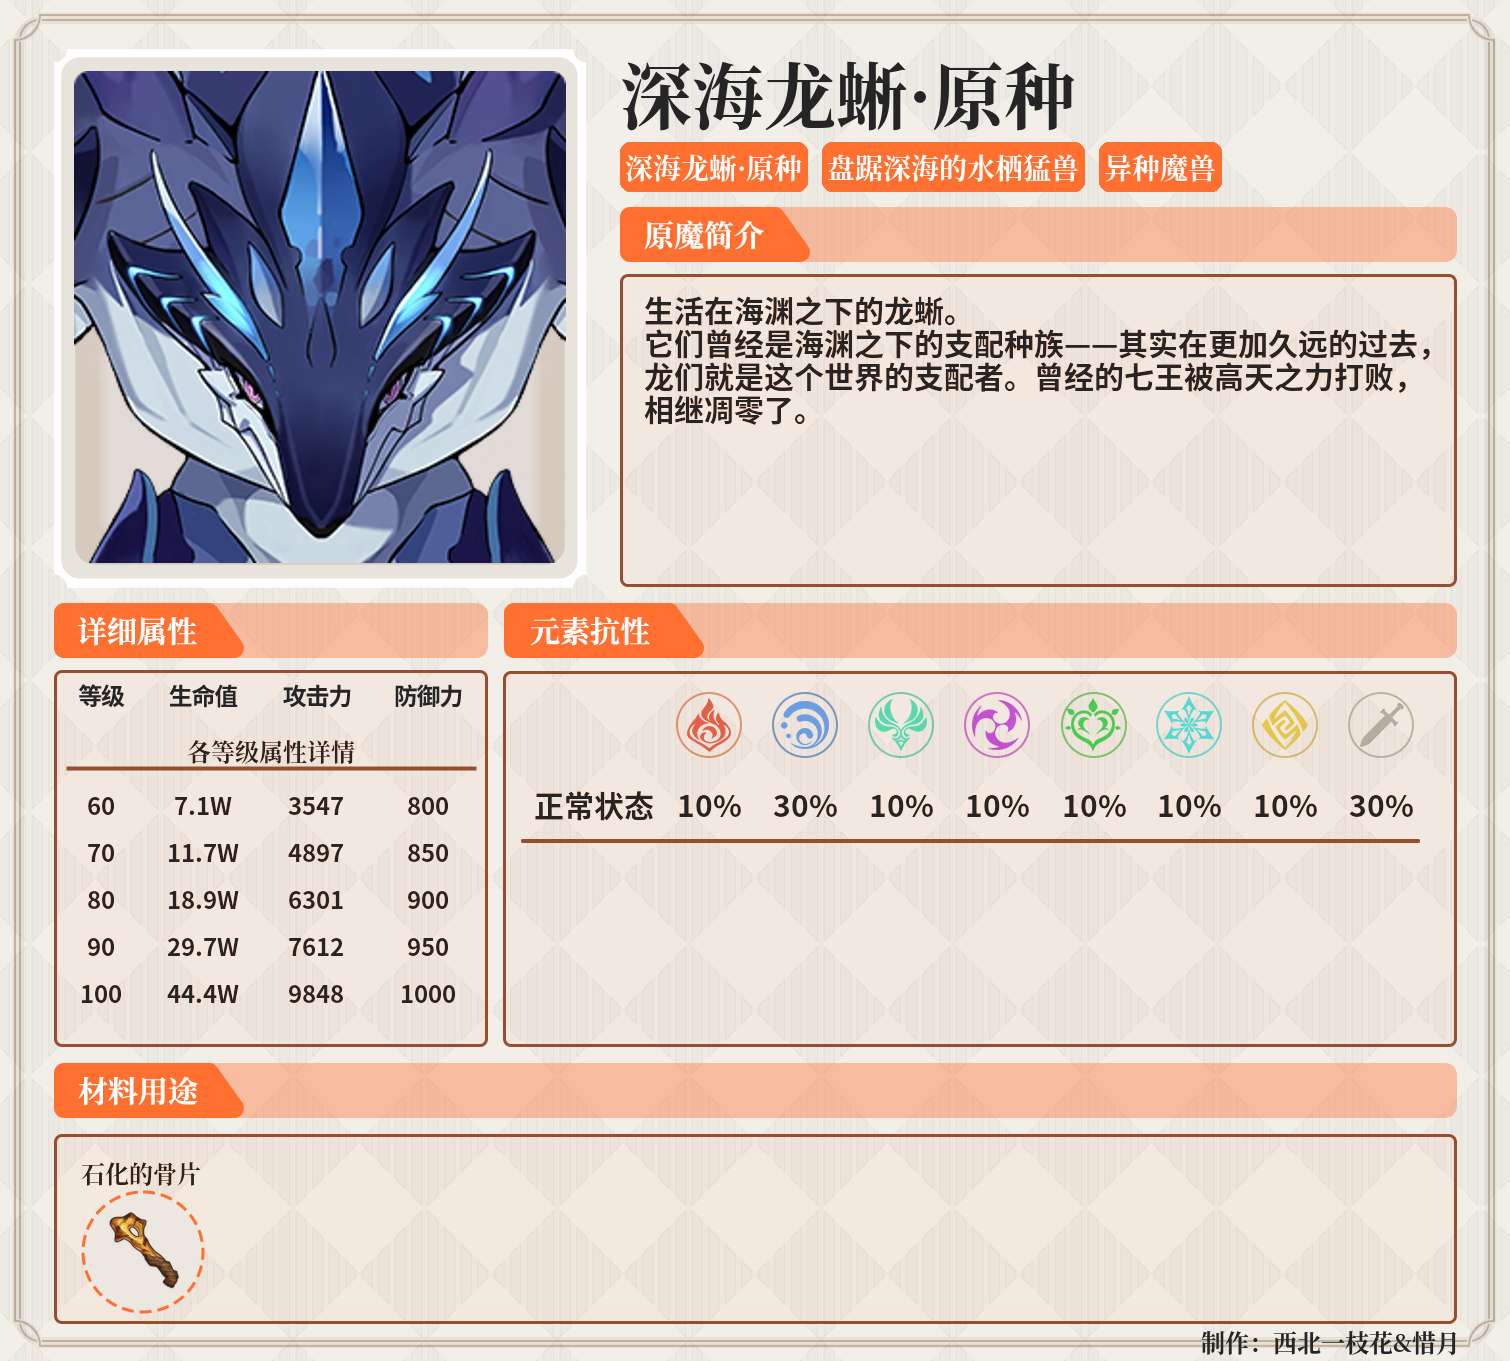 深海龙蜥·原种
深海龙蜥·原种 盘踞深海的水栖猛兽 异种魔兽
原魔简介
生活在海渊之下的龙蜥。
它们曾经是海渊之下的支配种族——其实在更加久远的过去，
龙们就是这个世界的支配者。曾经的七王被高天之力打败，
相继凋零了。
详细属性
等级 生命值 攻击力 防御力
各等级属性详情
60 7.1W 3547 800
70 11.7W 4897 850
80 18.9W 6301 900
90 29.7W 7612 950
100 44.4W 9848 1000
元素抗性
正常状态 10% 30% 10% 10% 10% 10% 10% 30%
材料用途
石化的骨片
制作：西北一枝花&惜月